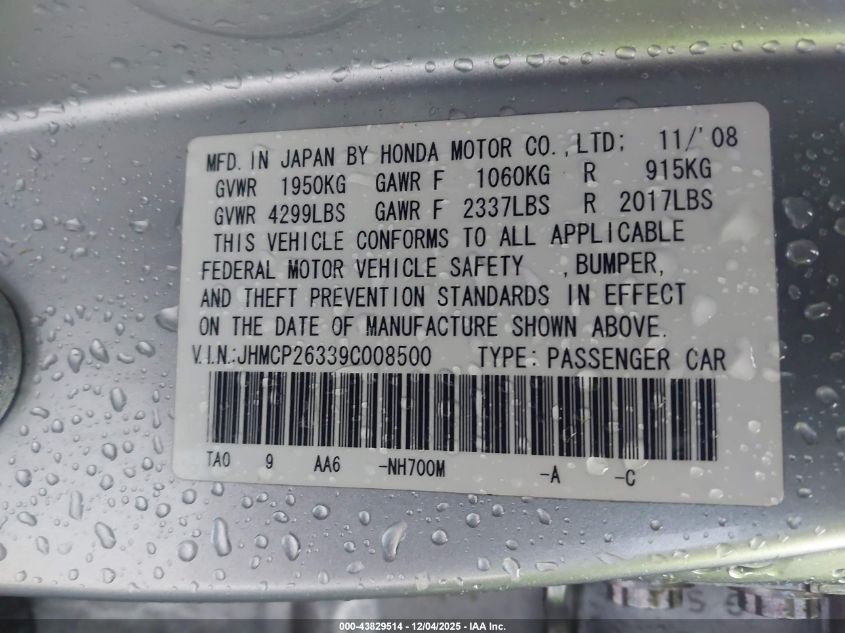 MFD. IN JAPAN BY HONDA MOTOR CO., LTD; 11/'08
GVWR 1950KG GAWR F 1060KG R 915KG
GVWR 4299LBS GAWR F 2337LBS R 2017LBS
THIS VEHICLE CONFORMS TO ALL APPLICABLE
FEDERAL MOTOR VEHICLE SAFETY , BUMPER,
AND THEFT PREVENTION STANDARDS IN EFFECT
ON THE DATE OF MANUFACTURE SHOWN ABOVE.
V.I.N.:JHMCP26339C008500 TYPE: PASSENGER CAR
TA0 9 AA6 -NH700M -A -C
000-43829514 - 12/04/2025 - IAA Inc.